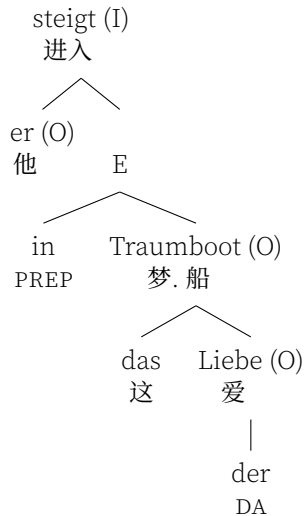 steigt (I)
进入
er (O)
他
E
in
PREP
Traumboot (O)
梦. 船
das
这
Liebe (O)
爱
der
DA